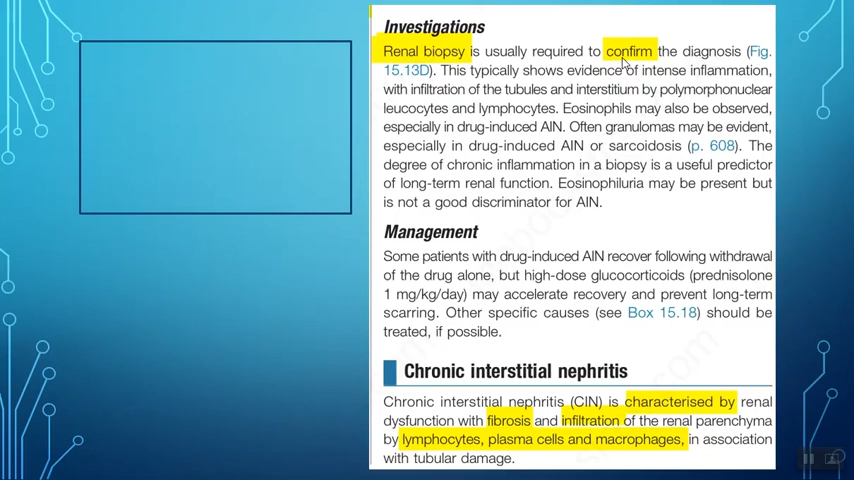 Investigations
Renal biopsy is usually required to confirm the diagnosis (Fig.
15.13D). This typically shows evidence of intense inflammation,
with infiltration of the tubules and interstitium by polymorphonuclear
leucocytes and lymphocytes. Eosinophils may also be observed,
especially in drug-induced AIN. Often granulomas may be evident,
especially in drug-induced AIN or sarcoidosis (p. 608). The
degree of chronic inflammation in a biopsy is a useful predictor
of long-term renal function. Eosinophiluria may be present but
is not a good discriminator for AIN.
Management
Some patients with drug-induced AIN recover following withdrawal
of the drug alone, but high-dose glucocorticoids (prednisolone
1 mg/kg/day) may accelerate recovery and prevent long-term
scarring. Other specific causes (see Box 15.18) should be
treated, if possible.
Chronic interstitial nephritis
Chronic interstitial nephritis (CIN) is characterised by renal
dysfunction with fibrosis and infiltration of the renal parenchyma
by lymphocytes, plasma cells and macrophages, in association
with tubular damage.